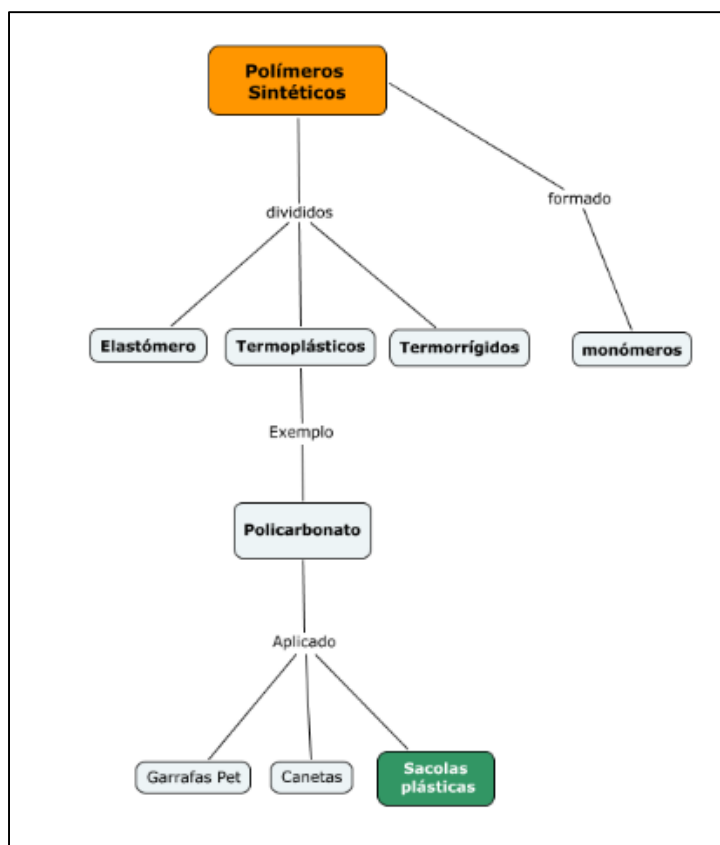 Polímeros
Sintéticos
formado
divididos
Elastómero
Termoplásticos
Termorrígidos
monómeros
Exemplo
Policarbonato
Aplicado
Garrafas Pet
Canetas
Sacolas
plásticas